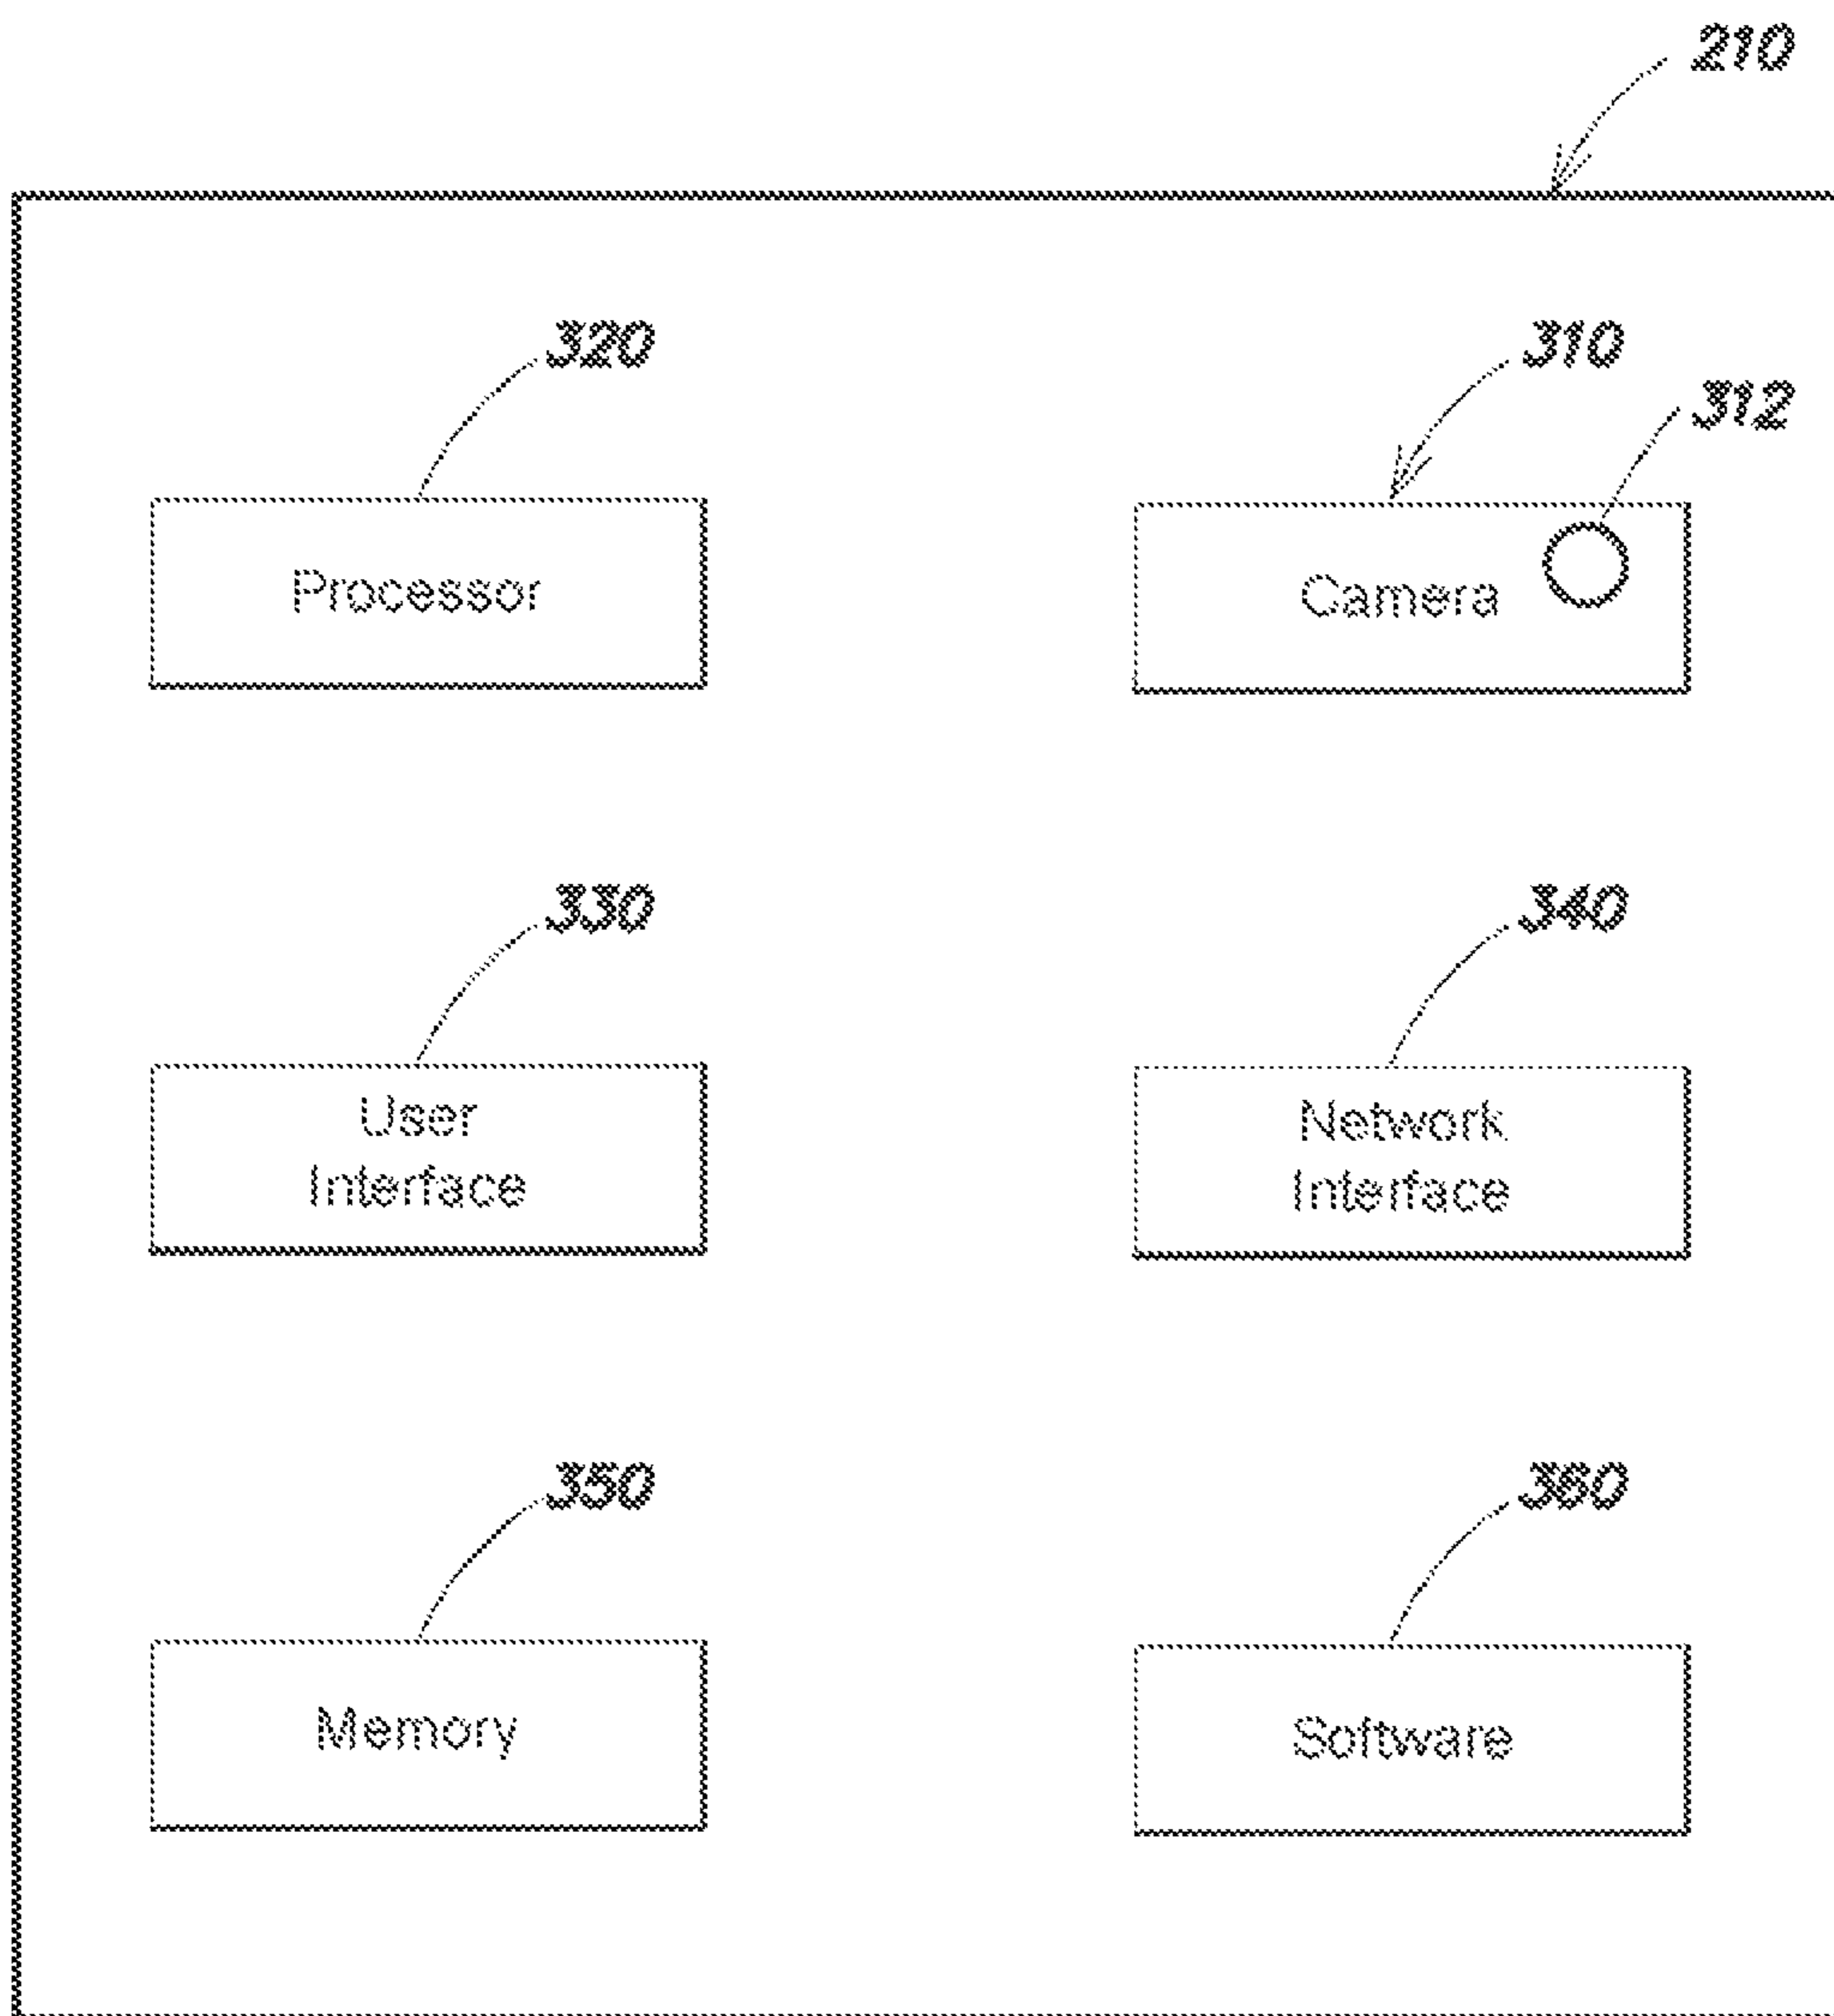 210
320
310
312
Processor
Camera
330
340
User
Interface
Network
Interface
350
360
Memory
Software